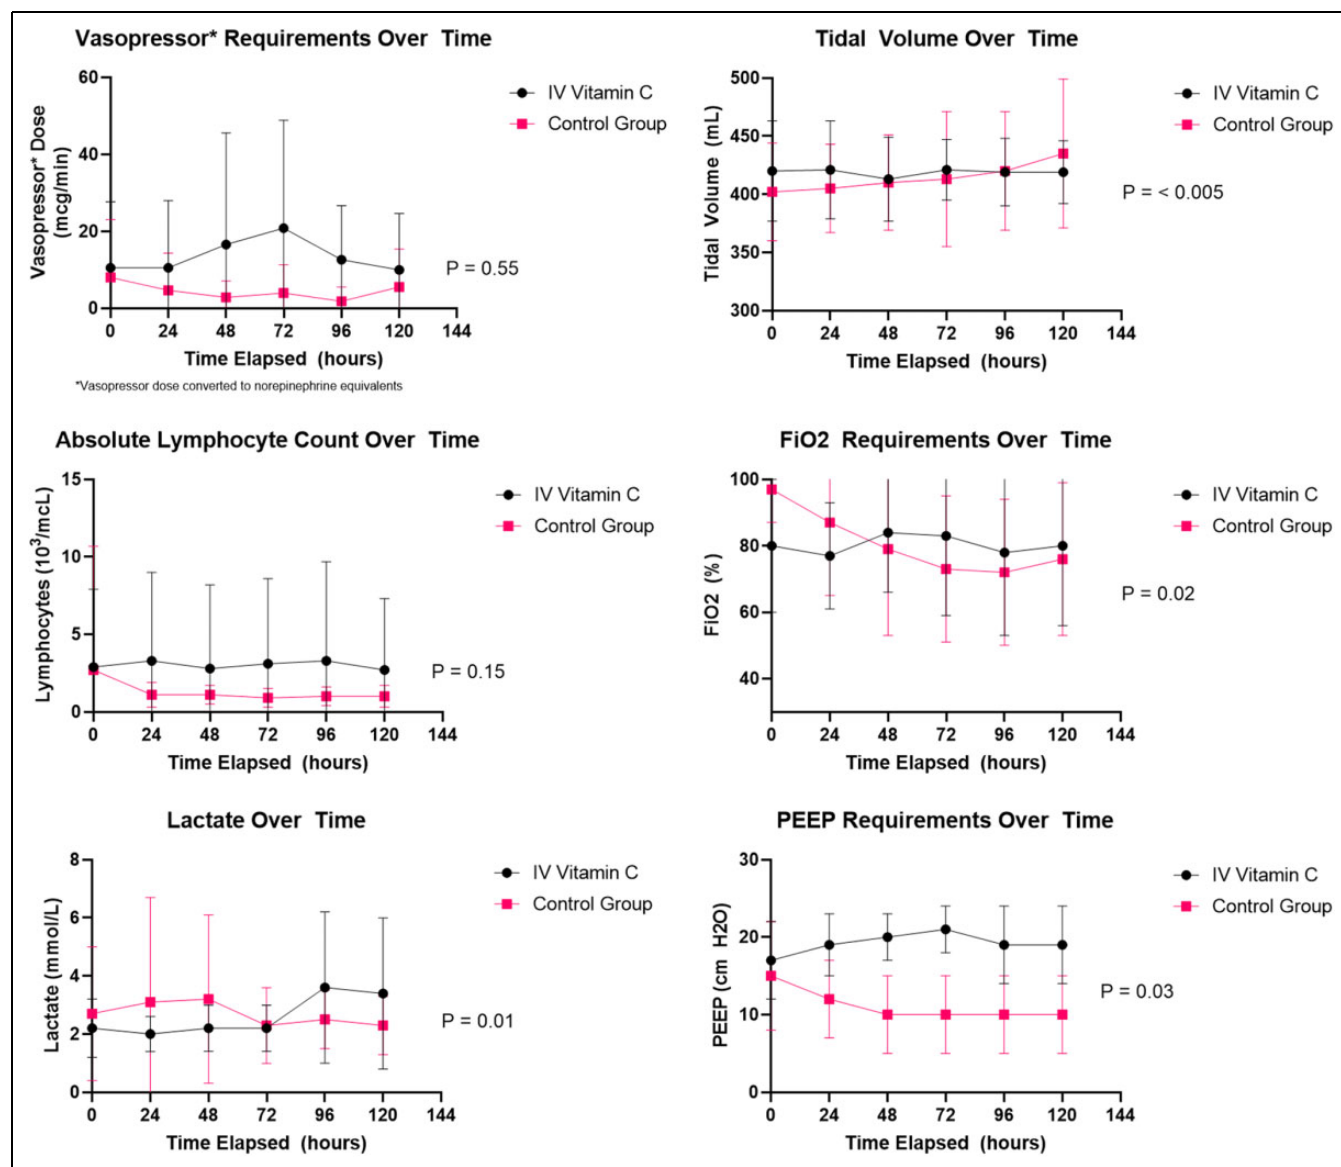 Vasopressor* Requirements Over Time
60
40
20
0
Vasopressor* Dose
(mcg/min)
IV Vitamin C
Control Group
P = 0.55
0 24 48 72 96 120 144
Time Elapsed (hours)
*Vasopressor dose converted to norepinephrine equivalents
Tidal Volume Over Time
500
450
400
350
300
Tidal Volume (mL)
IV Vitamin C
Control Group
P = < 0.005
0 24 48 72 96 120 144
Time Elapsed (hours)
Absolute Lymphocyte Count Over Time
15
10
5
0
Lymphocytes (10³/mcL)
IV Vitamin C
Control Group
P = 0.15
0 24 48 72 96 120 144
Time Elapsed (hours)
FiO2 Requirements Over Time
100
80
60
40
FiO2 (%)
IV Vitamin C
Control Group
P = 0.02
0 24 48 72 96 120 144
Time Elapsed (hours)
Lactate Over Time
8
6
4
2
0
Lactate (mmol/L)
IV Vitamin C
Control Group
P = 0.01
0 24 48 72 96 120 144
Time Elapsed (hours)
PEEP Requirements Over Time
30
20
10
0
PEEP (cm H2O)
IV Vitamin C
Control Group
P = 0.03
0 24 48 72 96 120 144
Time Elapsed (hours)